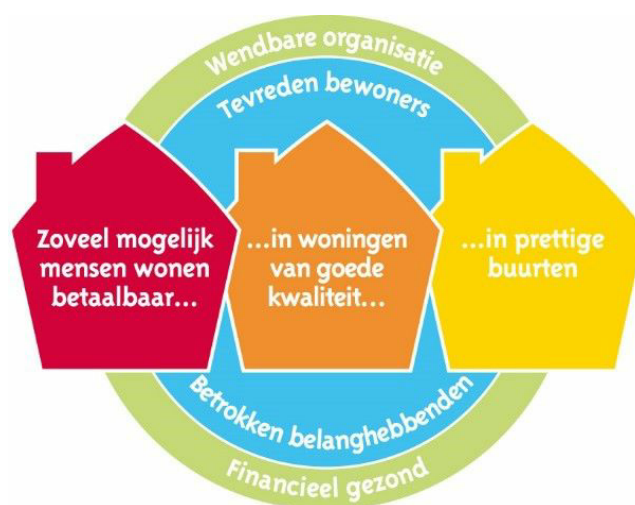 Wendbare organisatie
Tevreden bewoners
Zoveel mogelijk
mensen wonen
betaalbaar...
...in woningen
van goede
kwaliteit...
...in prettige
buurten
Betrokken belanghebbenden
Financieel gezond